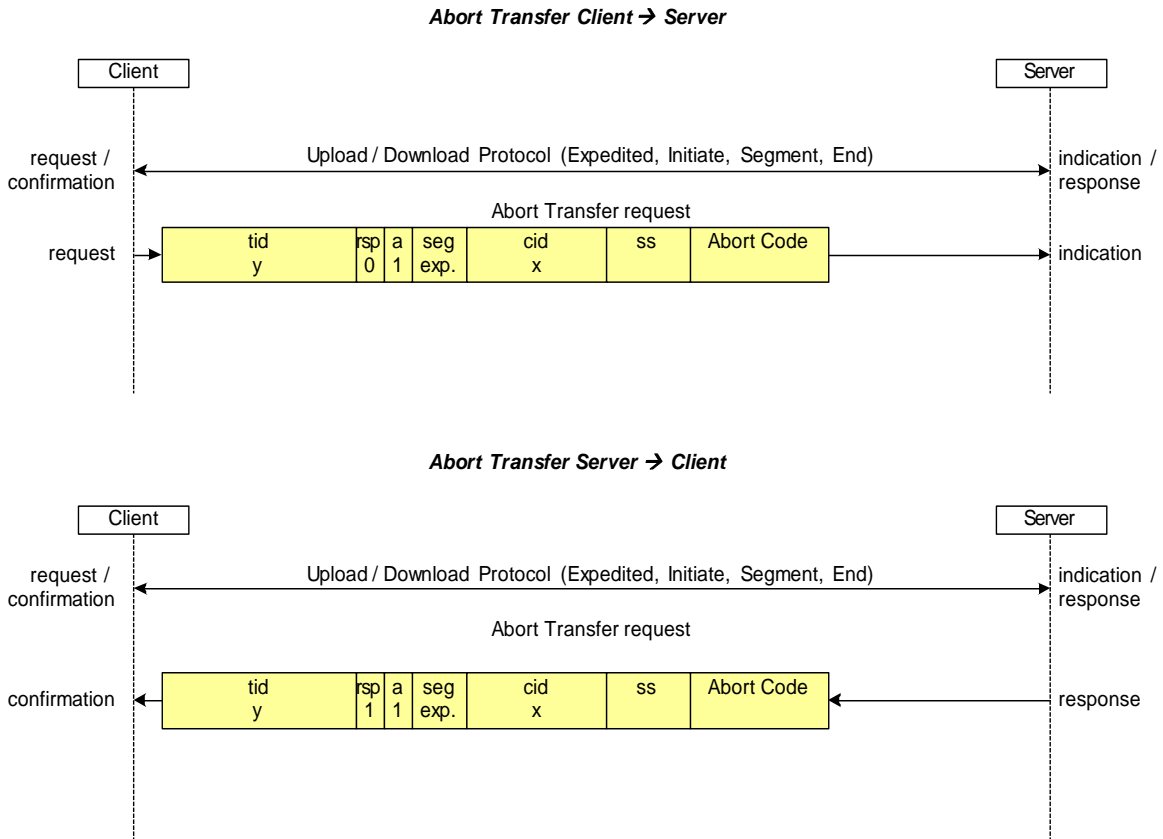 Abort Transfer Client → Server
Client Server
request / confirmation
Upload / Download Protocol (Expedited, Initiate, Segment, End)
indication / response
Abort Transfer request
request
tid rsp a seg cid ss Abort Code
y 0 1 exp. x
indication
Abort Transfer Server → Client
Client Server
request / confirmation
Upload / Download Protocol (Expedited, Initiate, Segment, End)
indication / response
Abort Transfer request
confirmation
tid rsp a seg cid ss Abort Code
y 1 1 exp. x
response